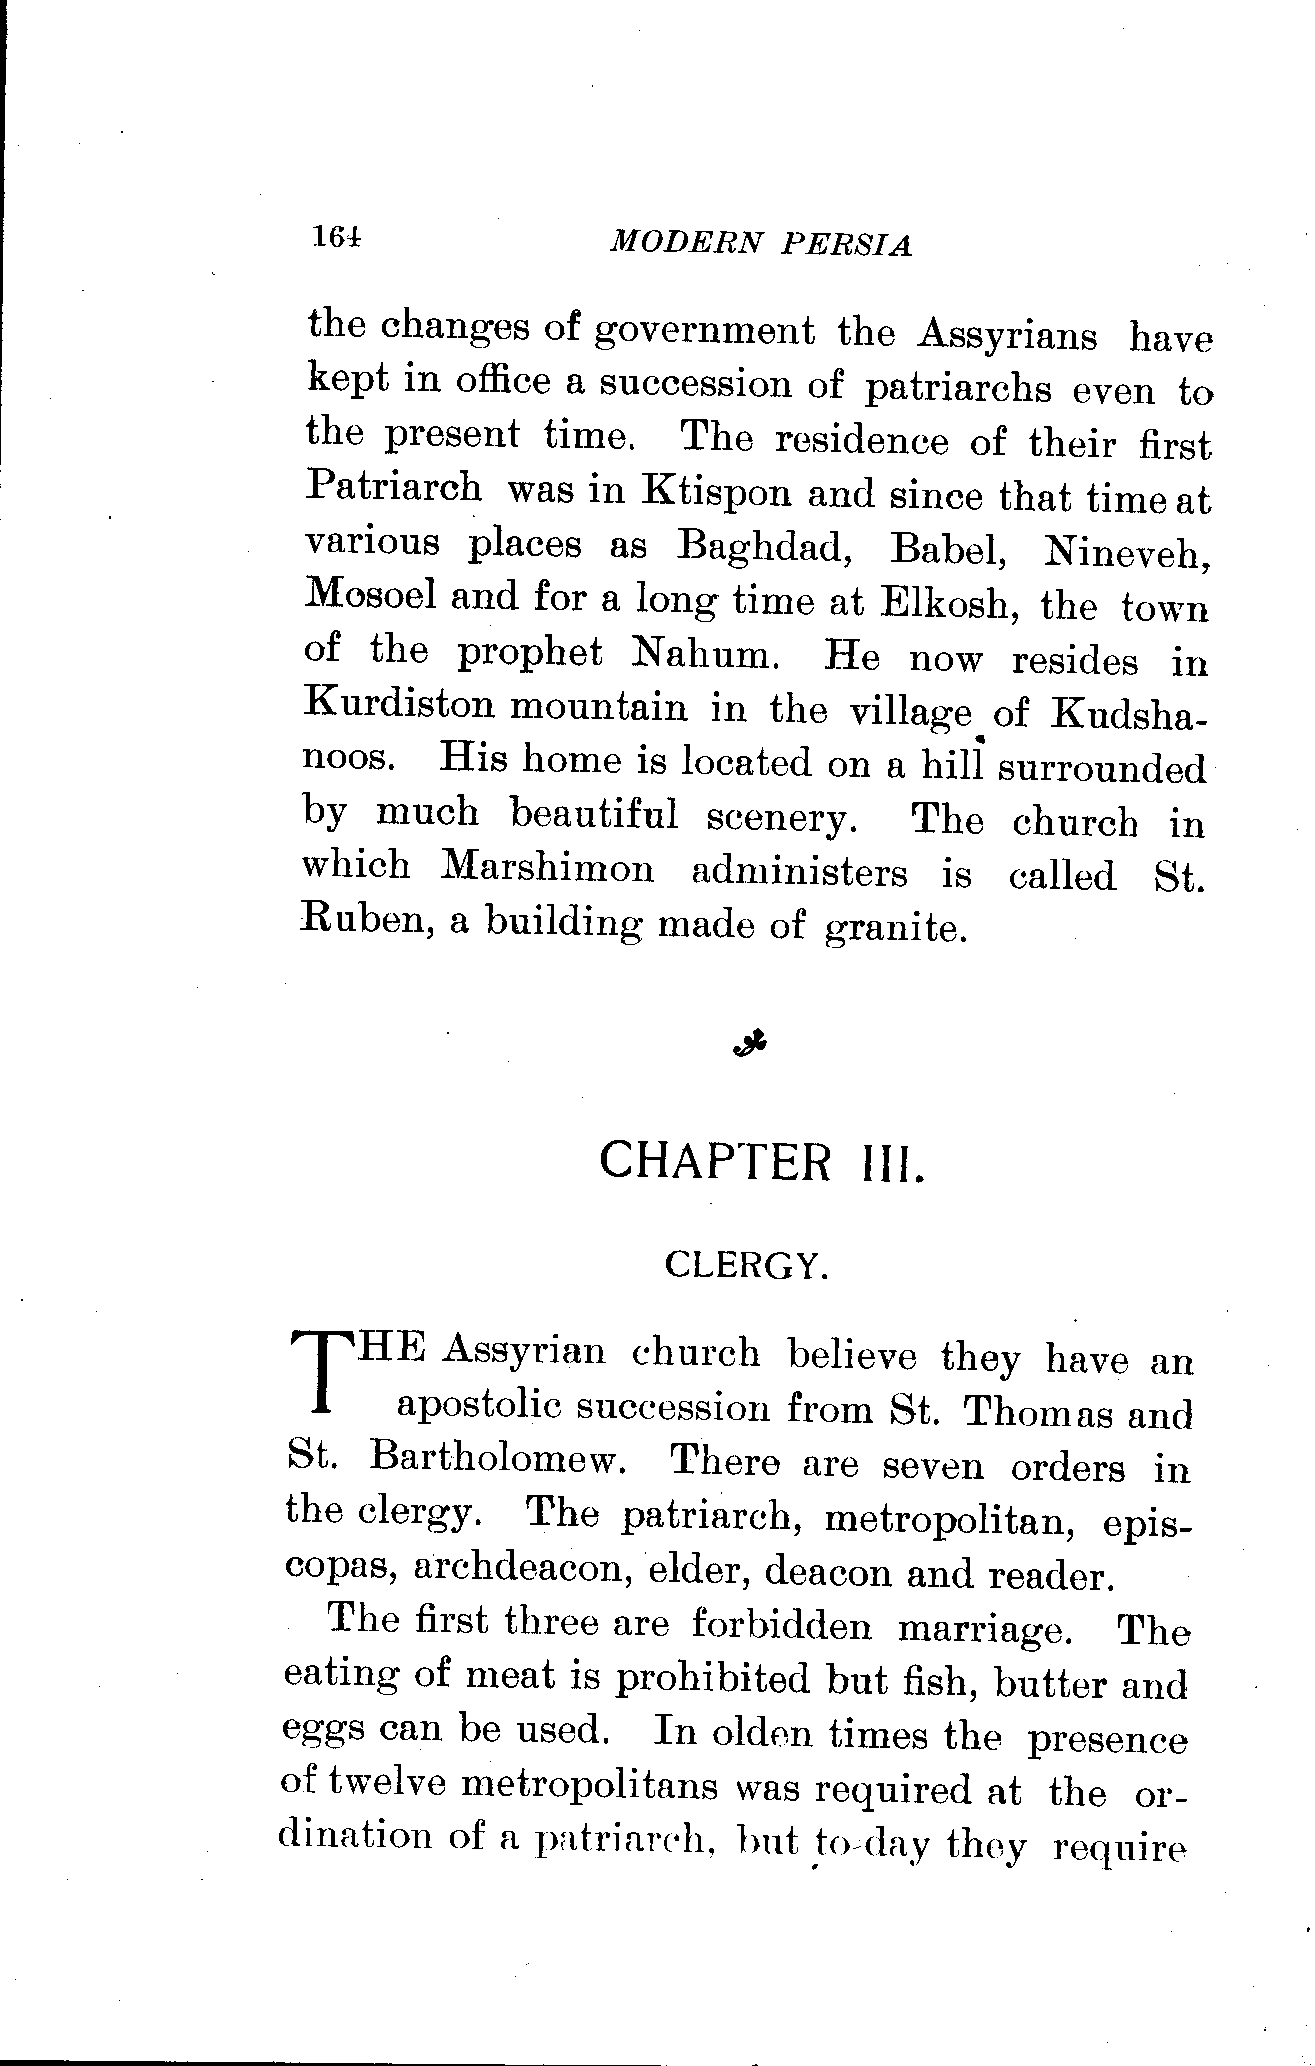 164 MODERN PERSIA
the changes of government the Assyrians have
kept in office a succession of patriarchs even to
the present time. The residence of their first
Patriarch was in Ktispon and since that time at
various places as Baghdad, Babel, Nineveh,
Mosoel and for a long time at Elkosh, the town
of the prophet Nahum. He now resides in
Kurdiston mountain in the village of Kudsha-
noos. His home is located on a hill surrounded
by much beautiful scenery. The church in
which Marshimon administers is called St.
Ruben, a building made of granite.
CHAPTER III.
CLERGY.
THE Assyrian church believe they have an
apostolic succession from St. Thomas and
St. Bartholomew. There are seven orders in
the clergy. The patriarch, metropolitan, epis-
copas, archdeacon, elder, deacon and reader.
The first three are forbidden marriage. The
eating of meat is prohibited but fish, butter and
eggs can be used. In olden times the presence
of twelve metropolitans was required at the or-
dination of a patriarch, but to-day they require